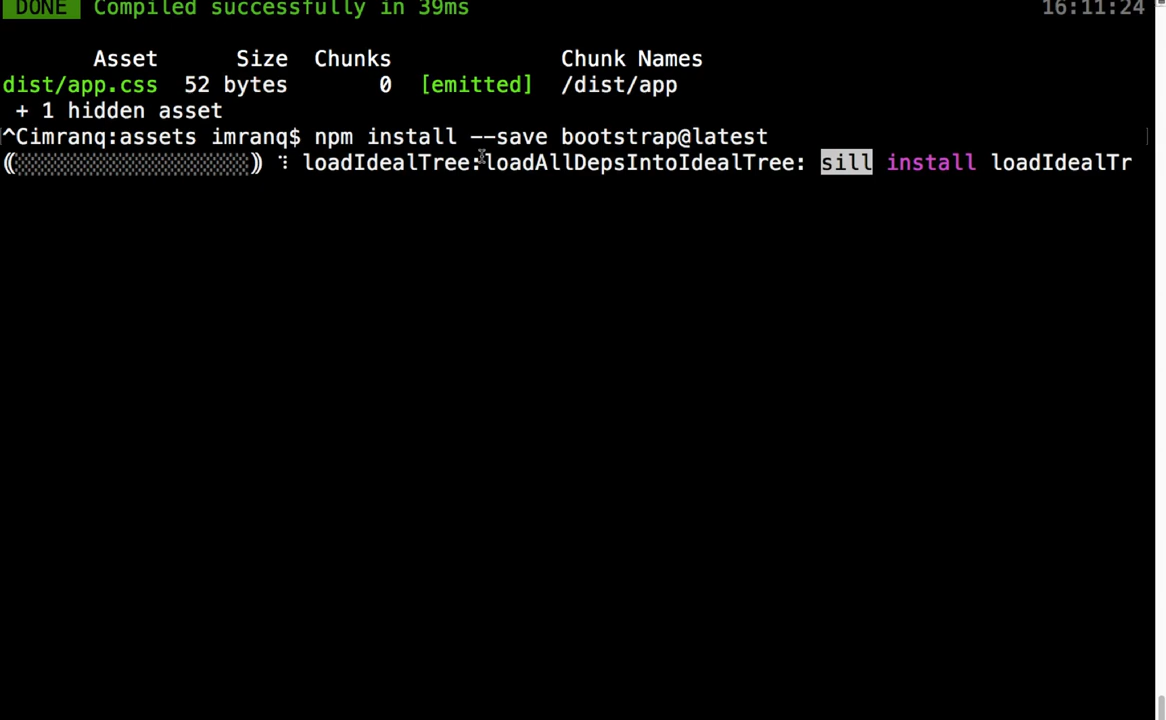 DONE Compiled successfully in 39ms 16:11:24
Asset Size Chunks Chunk Names
dist/app.css 52 bytes 0 [emitted] /dist/app
+ 1 hidden asset
^Cimranq:assets imranq$ npm install --save bootstrap@latest
(░░░░░░░░░░░░░░░░░░) ⠹ loadIdealTree:loadAllDepsIntoIdealTree: sill install loadIdealTr